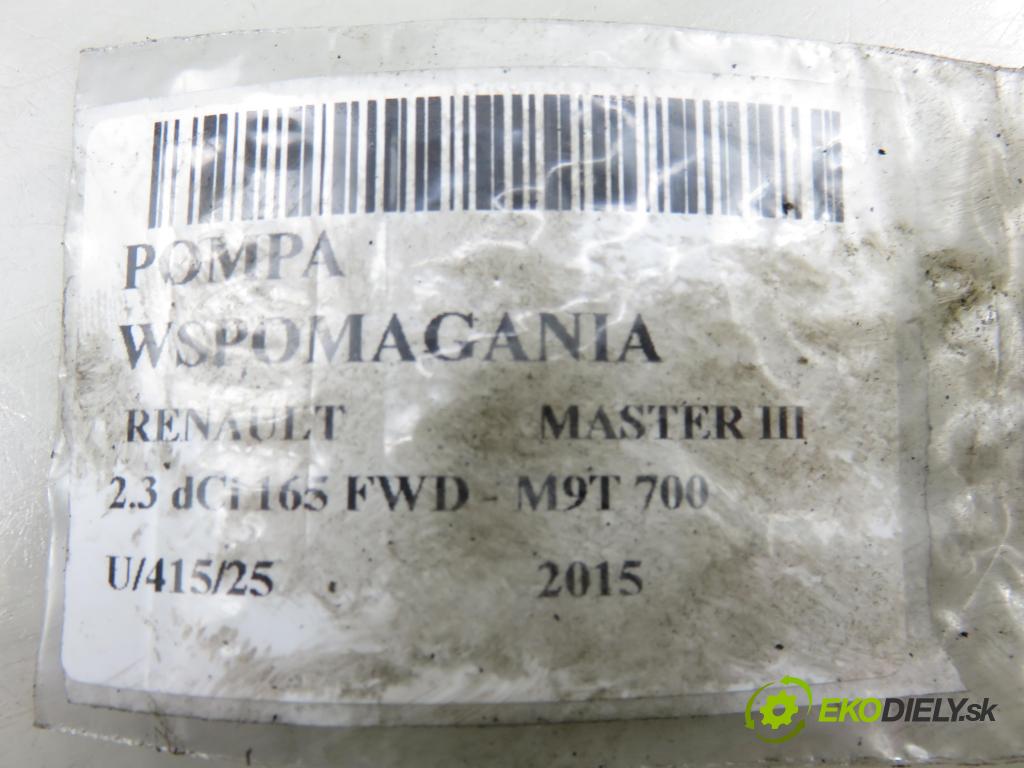 POMPA
WSPOMAGANIA
RENAULT MASTER III
2.3 dCi 165 FWD - M9T 700
U/415/25 2015
EKODIELY.sk